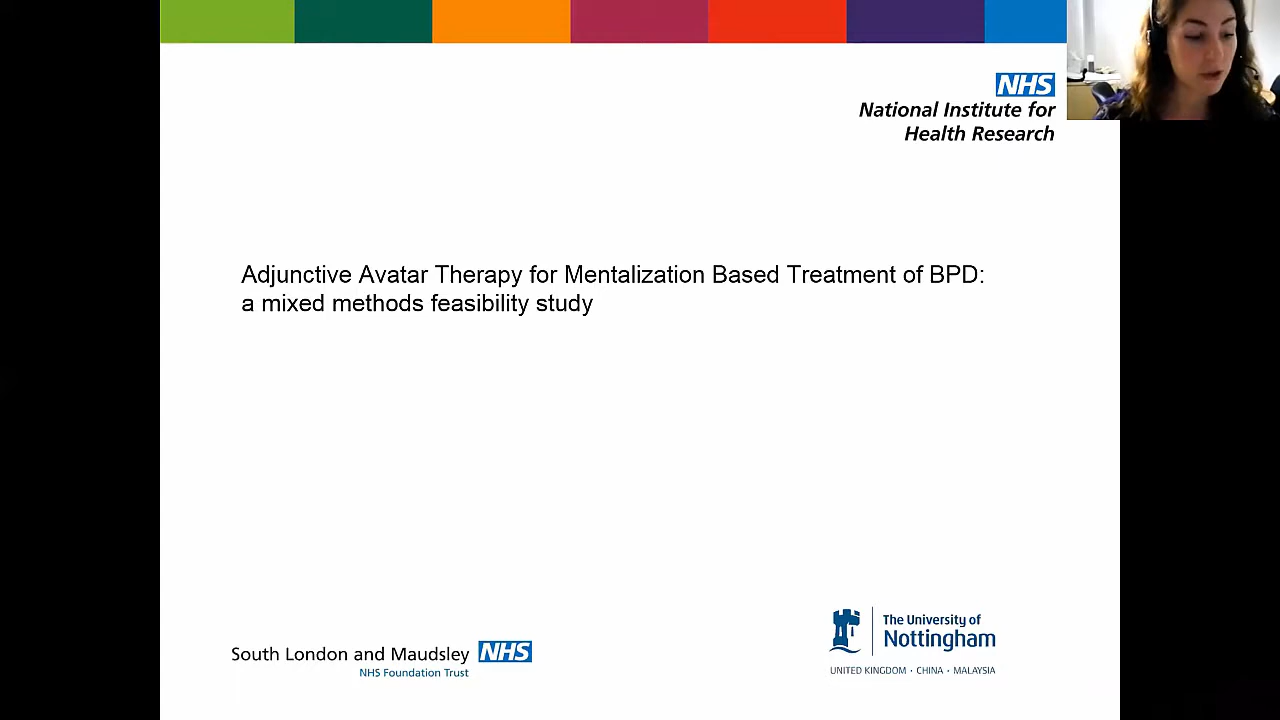 NHS
National Institute for
Health Research
Adjunctive Avatar Therapy for Mentalization Based Treatment of BPD:
a mixed methods feasibility study
South London and Maudsley NHS
NHS Foundation Trust
The University of
Nottingham
UNITED KINGDOM · CHINA · MALAYSIA